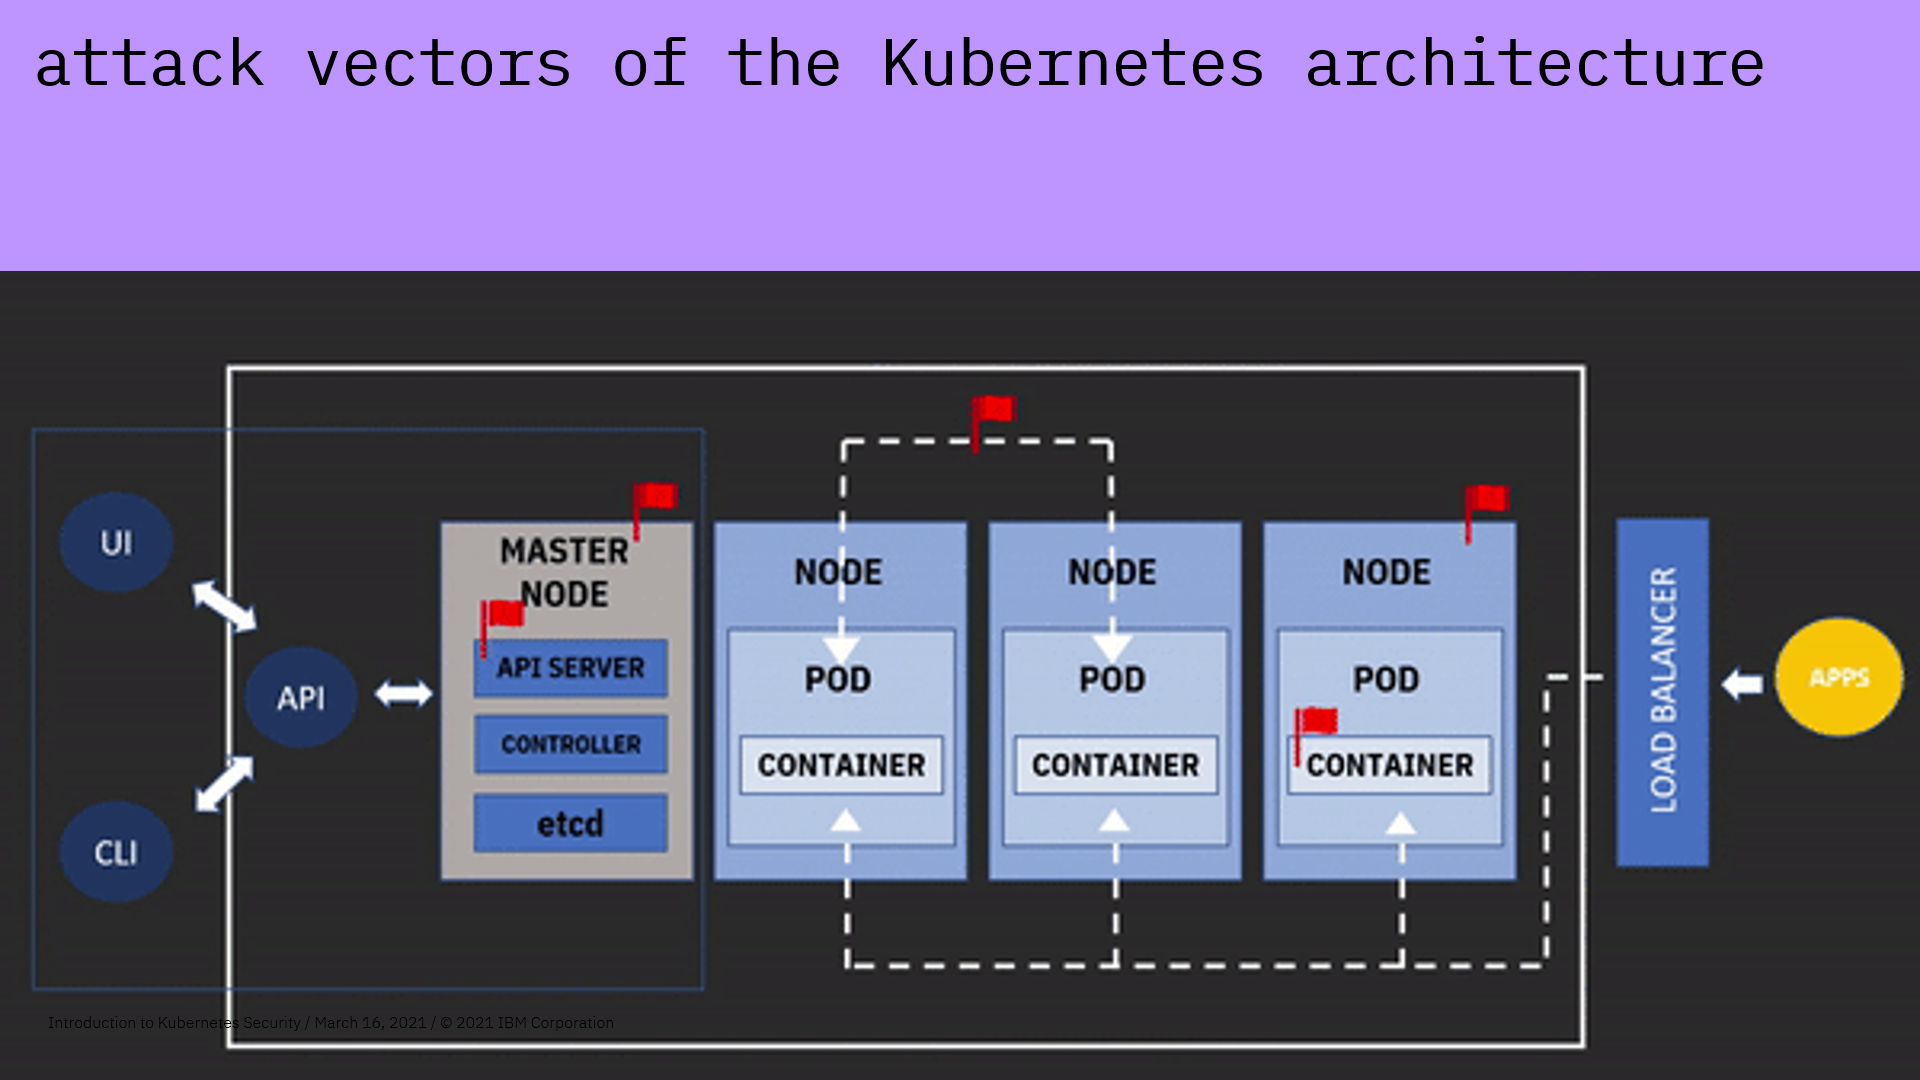 attack vectors of the Kubernetes architecture
UI
API
CLI
MASTER
NODE
API SERVER
CONTROLLER
etcd
NODE
POD
CONTAINER
NODE
POD
CONTAINER
NODE
POD
CONTAINER
LOAD BALANCER
APPS
Introduction to Kubernetes Security / March 16, 2021 / © 2021 IBM Corporation